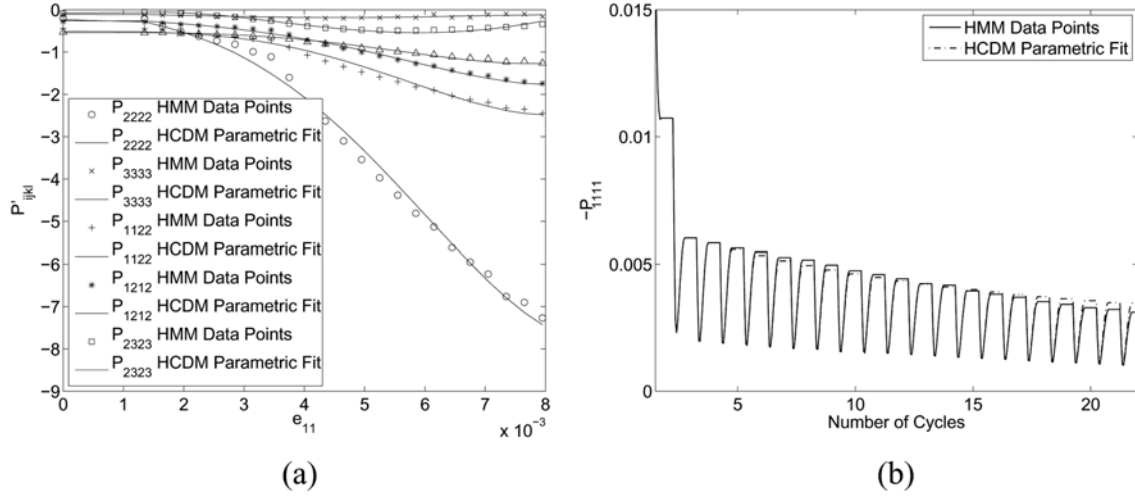 0
−1
−2
−3
−4
−5
−6
−7
−8
−9
P'ijkl
P2222 HMM Data Points
P2222 HCDM Parametric Fit
P3333 HMM Data Points
P3333 HCDM Parametric Fit
P1122 HMM Data Points
P1122 HCDM Parametric Fit
P1212 HMM Data Points
P1212 HCDM Parametric Fit
P2323 HMM Data Points
P2323 HCDM Parametric Fit
0 1 2 3 4 5 6 7 8
e11
x 10−3
(a)
0.015
0.01
0.005
0
−P1111
HMM Data Points
HCDM Parametric Fit
5 10 15 20
Number of Cycles
(b)